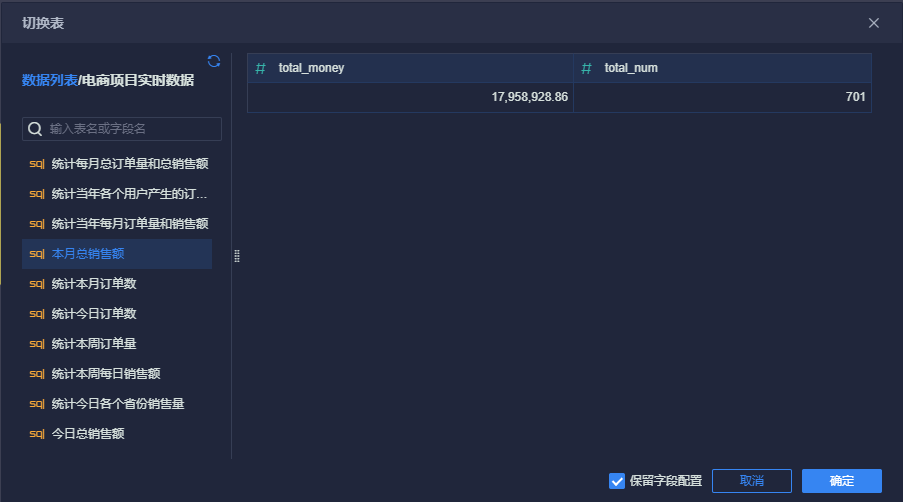 切换表
数据列表/电商项目实时数据
输入表名或字段名
sql 统计每月总订单量和总销售额
sql 统计当年各个用户产生的订...
sql 统计当年每月订单量和销售额
sql 本月总销售额
sql 统计本月订单数
sql 统计今日订单数
sql 统计本周订单量
sql 统计本周每日销售额
sql 统计今日各个省份销售量
sql 今日总销售额
# total_money # total_num
17,958,928.86 701
保留字段配置 取消 确定